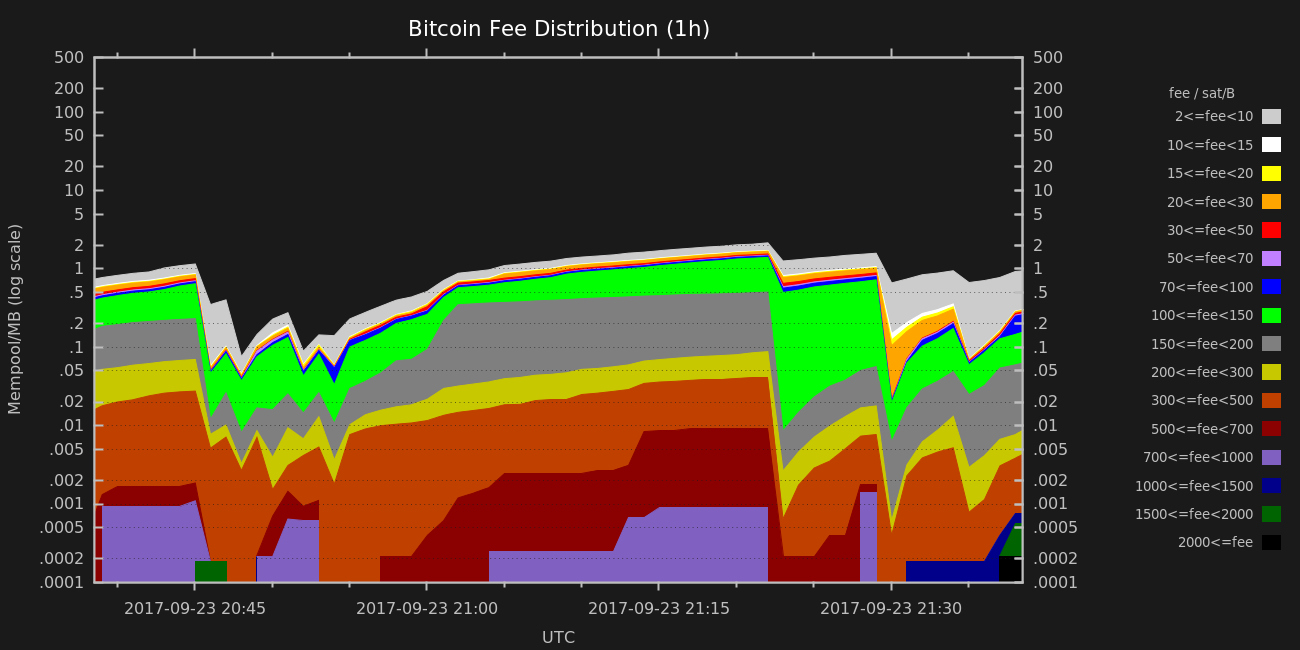 Bitcoin Fee Distribution (1h)
Mempool/MB (log scale)
500
200
100
50
20
10
5
2
1
.5
.2
.1
.05
.02
.01
.005
.002
.001
.0005
.0002
.0001
500
200
100
50
20
10
5
2
1
.5
.2
.1
.05
.02
.01
.005
.002
.001
.0005
.0002
.0001
2017-09-23 20:45
2017-09-23 21:00
2017-09-23 21:15
2017-09-23 21:30
UTC
fee / sat/B
2<=fee<10
10<=fee<15
15<=fee<20
20<=fee<30
30<=fee<50
50<=fee<70
70<=fee<100
100<=fee<150
150<=fee<200
200<=fee<300
300<=fee<500
500<=fee<700
700<=fee<1000
1000<=fee<1500
1500<=fee<2000
2000<=fee